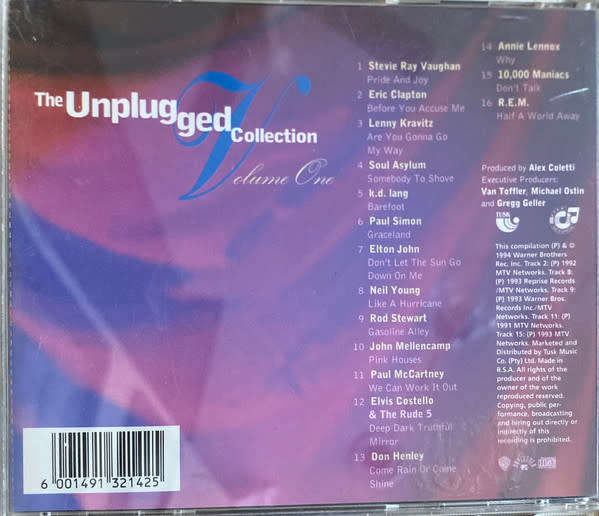 The Unplugged
Collection
Volume One
1 Stevie Ray Vaughan
Pride And Joy
2 Eric Clapton
Before You Accuse Me
3 Lenny Kravitz
Are You Gonna Go
My Way
4 Soul Asylum
Somebody To Shove
5 k.d. lang
Barefoot
6 Paul Simon
Graceland
7 Elton John
Don't Let The Sun Go
Down On Me
8 Neil Young
Like A Hurricane
9 Rod Stewart
Gasoline Alley
10 John Mellencamp
Pink Houses
11 Paul McCartney
We Can Work It Out
12 Elvis Costello
& The Rude 5
Deep Dark Truthful
Mirror
13 Don Henley
Come Rain Or Come
Shine
14 Annie Lennox
Why
15 10,000 Maniacs
Don't Talk
16 R.E.M.
Half A World Away
Produced by Alex Coletti
Executive Producers:
Van Toffler, Michael Ostin
and Gregg Geller
TUSK
This compilation (P) & ©
1994 Warner Brothers
Rec. Inc. Track 2: (P) 1992
MTV Networks. Track 8:
(P) 1993 Reprise Records
/MTV Networks. Track 9:
(P) 1993 Warner Bros.
Records Inc./MTV
Networks. Track 11: (P)
1991 MTV Networks.
Track 15: (P) 1993 MTV
Networks. Marketed and
Distributed by Tusk Music
Co. (Pty) Ltd. Made in
R.S.A. All rights of the
producer and of the
owner of the work
reproduced reserved.
Copying, public per-
formance, broadcasting
and hiring out directly or
indirectly of this
recording is prohibited.
6 001491 321425